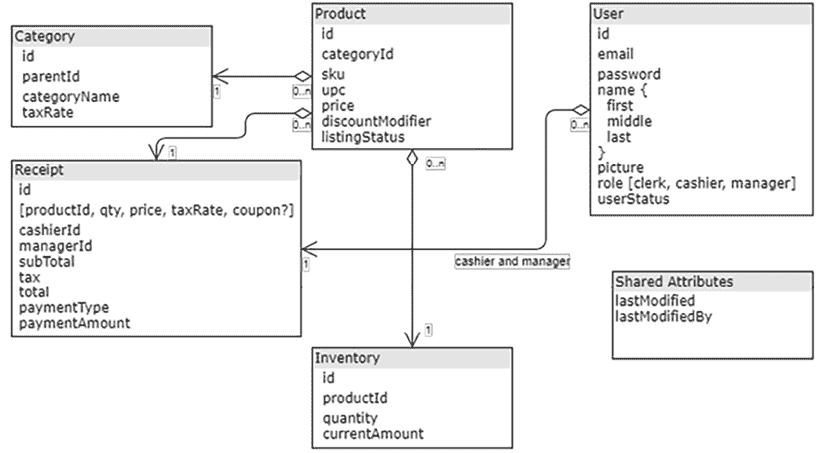 Category
id
parentId
categoryName
taxRate
1
Product
id
categoryId
sku
upc
price
discountModifier
listingStatus
0..n
0..n
0..n
User
id
email
password
name {
first
middle
last
}
picture
role [clerk, cashier, manager]
userStatus
0..n
1
Receipt
id
[productId, qty, price, taxRate, coupon?]
cashierId
managerId
subTotal
tax
total
paymentType
paymentAmount
1
cashier and manager
Shared Attributes
lastModified
lastModifiedBy
1
Inventory
id
productId
quantity
currentAmount